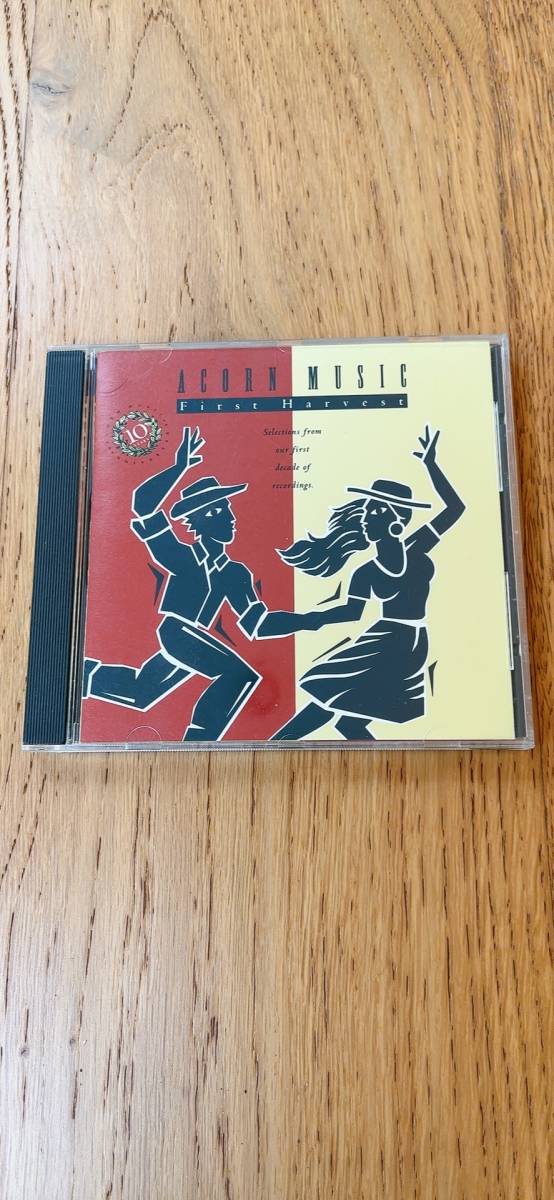 ACORN MUSIC
First Harvest
10
Selections from
our first
decade of
recordings.